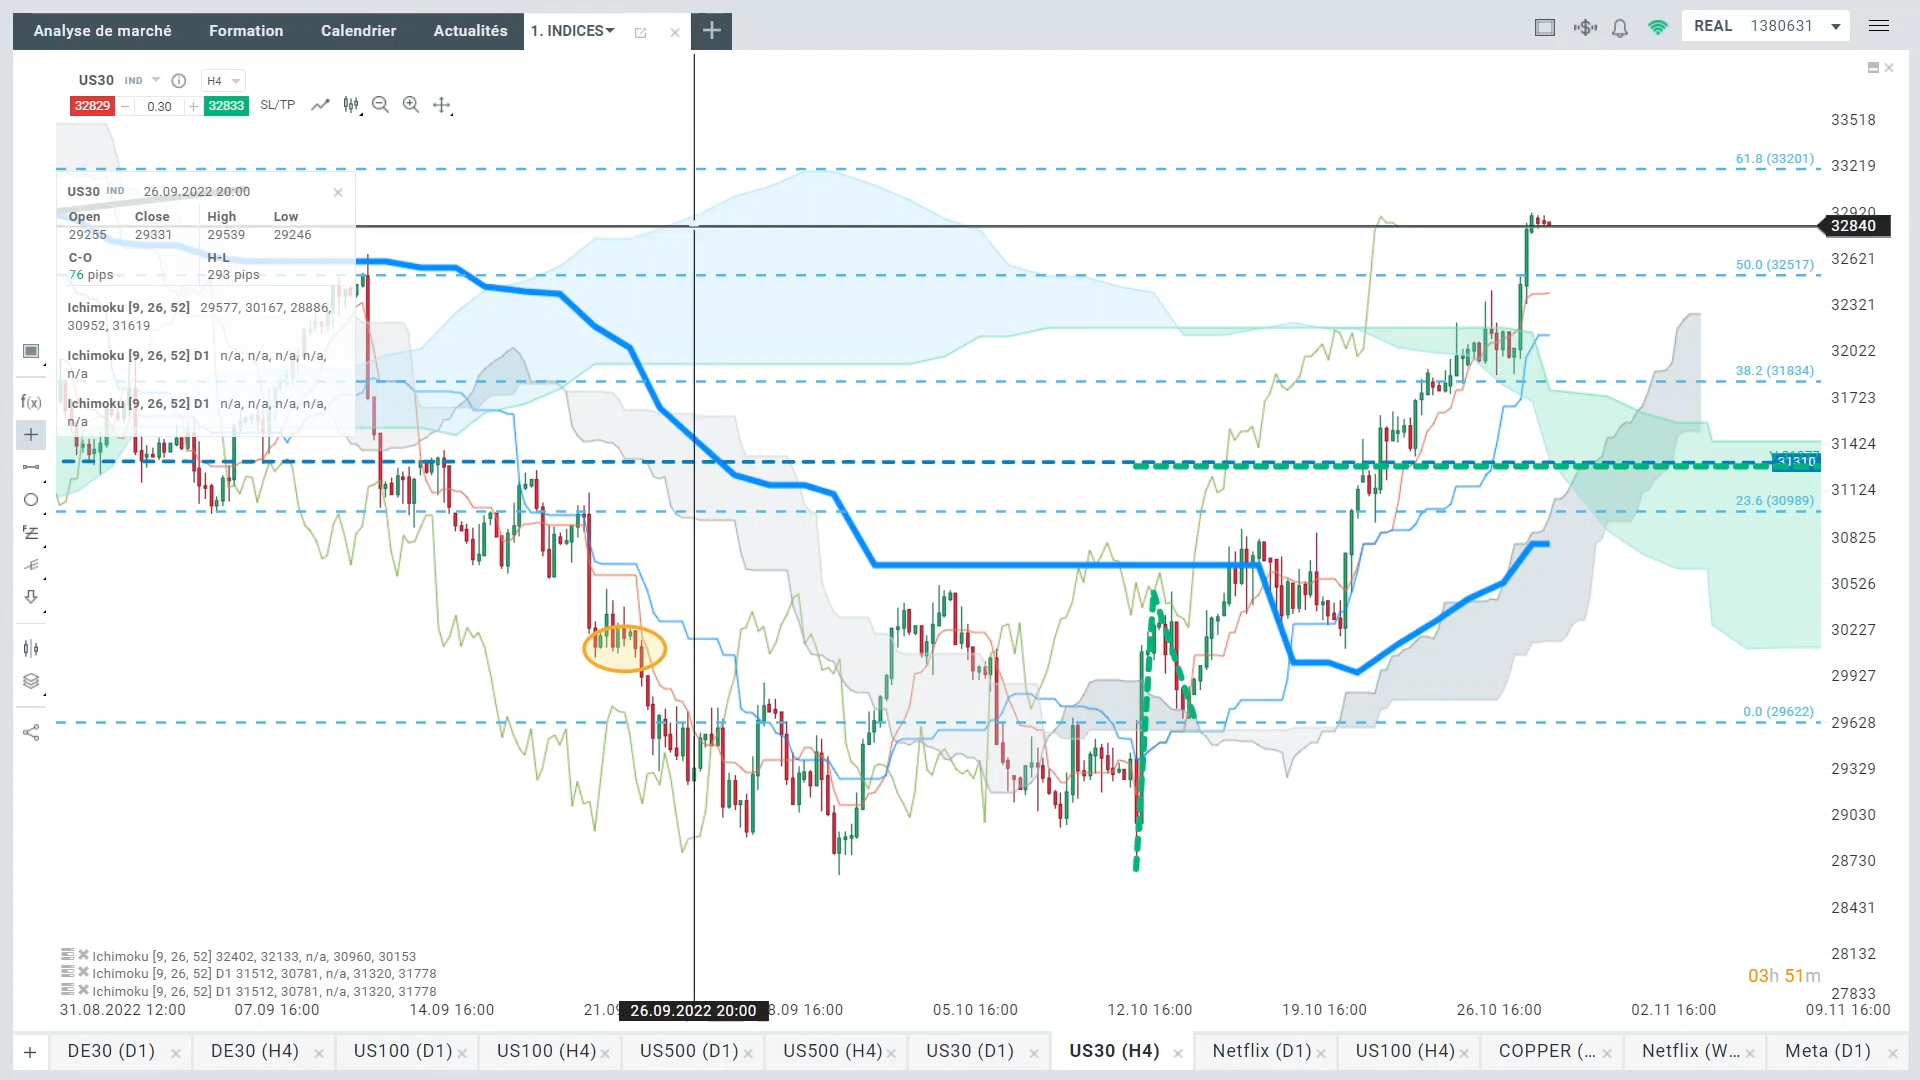 Analyse de marché Formation Calendrier Actualités 1. INDICES REAL 1380631
US30 IND H4
32829 0.30 32833 SL/TP
33518
61.8 (33201)
33219
US30 IND 26.09.2022 20:00
Open Close High Low
29255 29331 29539 29246
32920
32840
C-O H-L
76 pips 293 pips
50.0 (32517)
32621
Ichimoku [9, 26, 52] 29577, 30167, 28886,
30952, 31619
32321
Ichimoku [9, 26, 52] D1 n/a, n/a, n/a, n/a,
n/a
32022
38.2 (31834)
Ichimoku [9, 26, 52] D1 n/a, n/a, n/a, n/a,
n/a
f(x)
31723
31424
31310
31124
23.6 (30989)
30825
30526
30227
29927
0.0 (29622)
29628
29329
29030
28730
28431
28132
Ichimoku [9, 26, 52] 32402, 32133, n/a, 30960, 30153
Ichimoku [9, 26, 52] D1 31512, 30781, n/a, 31320, 31778
Ichimoku [9, 26, 52] D1 31512, 30781, n/a, 31320, 31778
03h 51m
27833
31.08.2022 12:00 07.09 16:00 14.09 16:00 21.0 26.09.2022 20:00 8.09 16:00 05.10 16:00 12.10 16:00 19.10 16:00 26.10 16:00 02.11 16:00 09.11 16:00
DE30 (D1) DE30 (H4) US100 (D1) US100 (H4) US500 (D1) US500 (H4) US30 (D1) US30 (H4) Netflix (D1) US100 (H4) COPPER (... Netflix (W... Meta (D1)